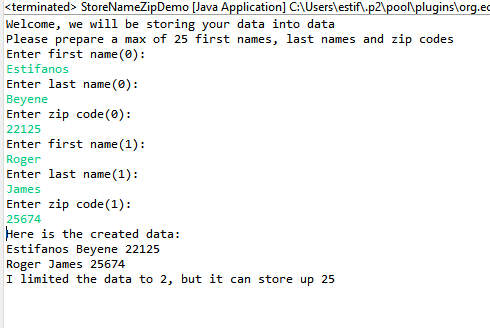 <terminated> StoreNameZipDemo [Java Application] C:\Users\estif\.p2\pool\plugins\org.ec
Welcome, we will be storing your data into data
Please prepare a max of 25 first names, last names and zip codes
Enter first name(0):
Estifanos
Enter last name(0):
Beyene
Enter zip code(0):
22125
Enter first name(1):
Roger
Enter last name(1):
James
Enter zip code(1):
25674
Here is the created data:
Estifanos Beyene 22125
Roger James 25674
I limited the data to 2, but it can store up 25